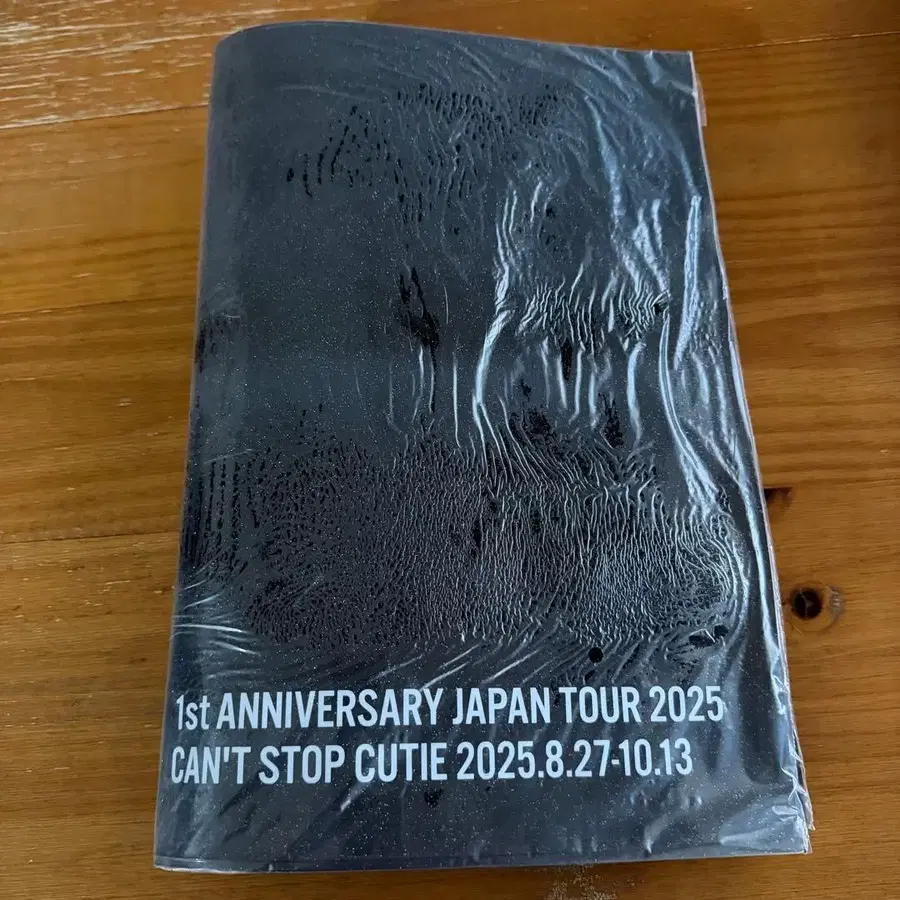 1st ANNIVERSARY JAPAN TOUR 2025
CAN'T STOP CUTIE 2025.8.27-10.13